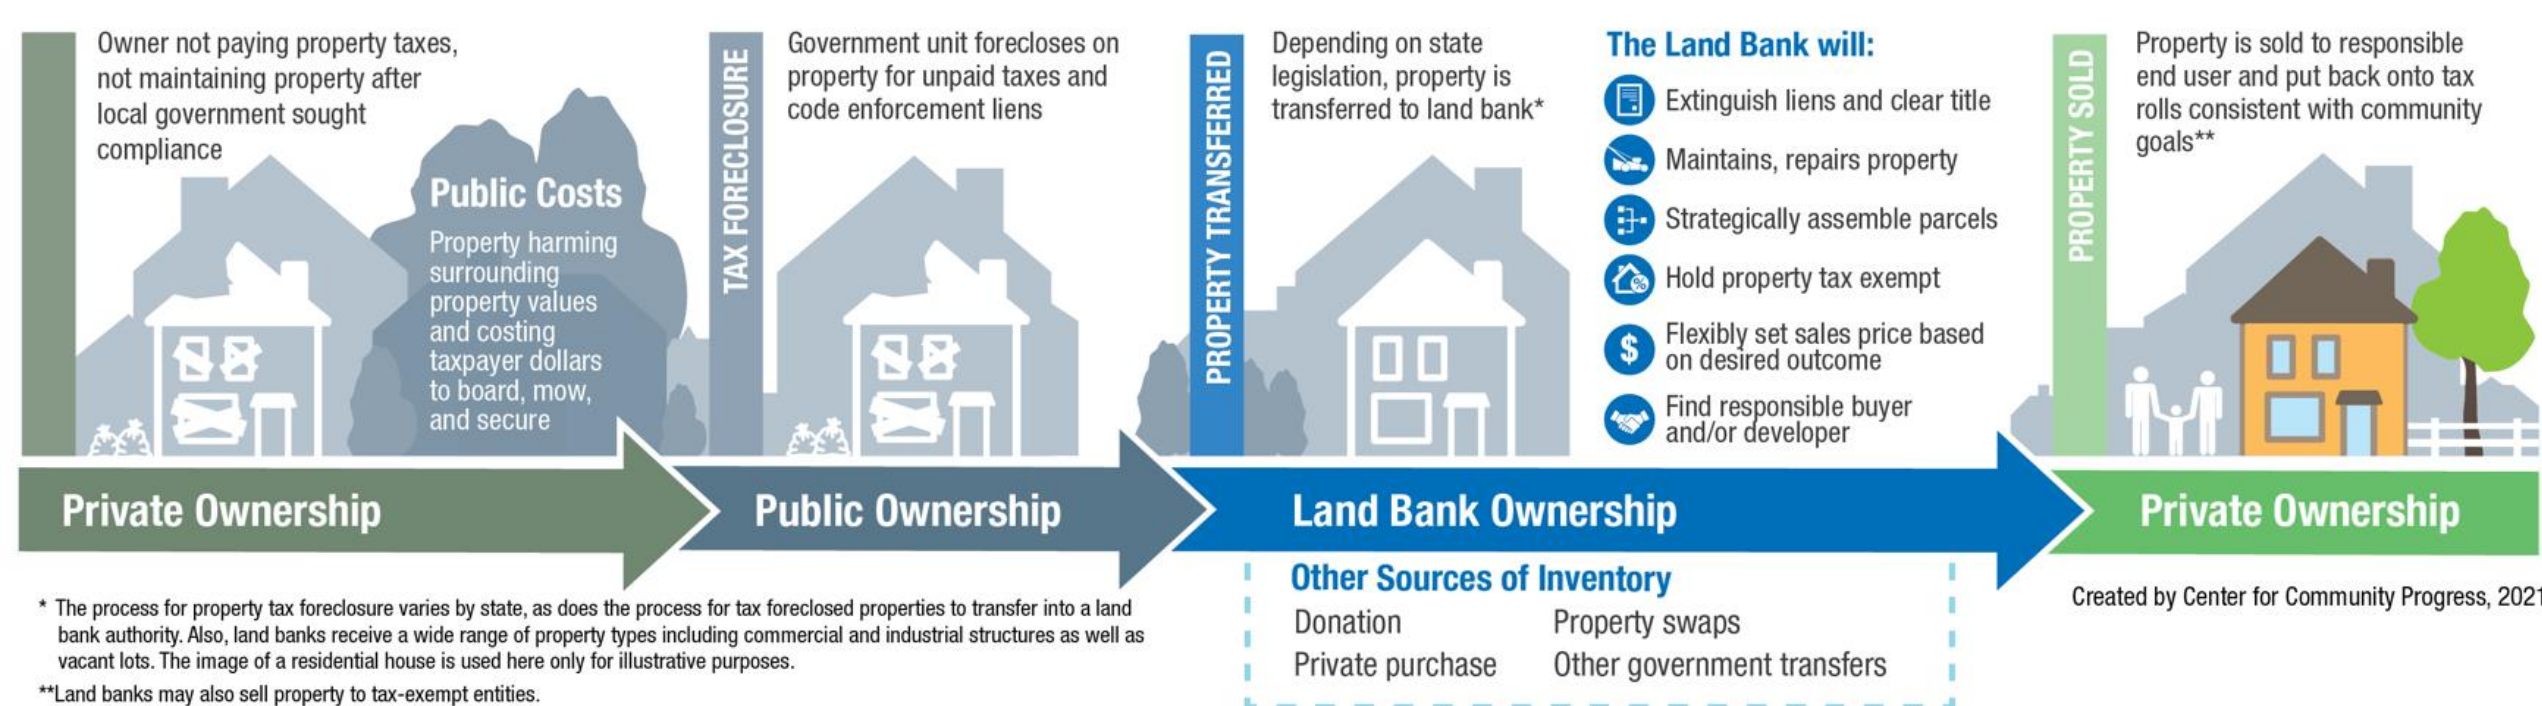 Owner not paying property taxes,
not maintaining property after
local government sought
compliance
Public Costs
Property harming
surrounding
property values
and costing
taxpayer dollars
to board, mow,
and secure
TAX FORECLOSURE
Government unit forecloses on
property for unpaid taxes and
code enforcement liens
PROPERTY TRANSFERRED
Depending on state
legislation, property is
transferred to land bank*
The Land Bank will:
Extinguish liens and clear title
Maintains, repairs property
Strategically assemble parcels
Hold property tax exempt
%
Flexibly set sales price based
on desired outcome
$
Find responsible buyer
and/or developer
PROPERTY SOLD
Property is sold to responsible
end user and put back onto tax
rolls consistent with community
goals**
Private Ownership
Public Ownership
Land Bank Ownership
Private Ownership
Other Sources of Inventory
Donation
Property swaps
Private purchase
Other government transfers
* The process for property tax foreclosure varies by state, as does the process for tax foreclosed properties to transfer into a land
bank authority. Also, land banks receive a wide range of property types including commercial and industrial structures as well as
vacant lots. The image of a residential house is used here only for illustrative purposes.
**Land banks may also sell property to tax-exempt entities.
Created by Center for Community Progress, 2021